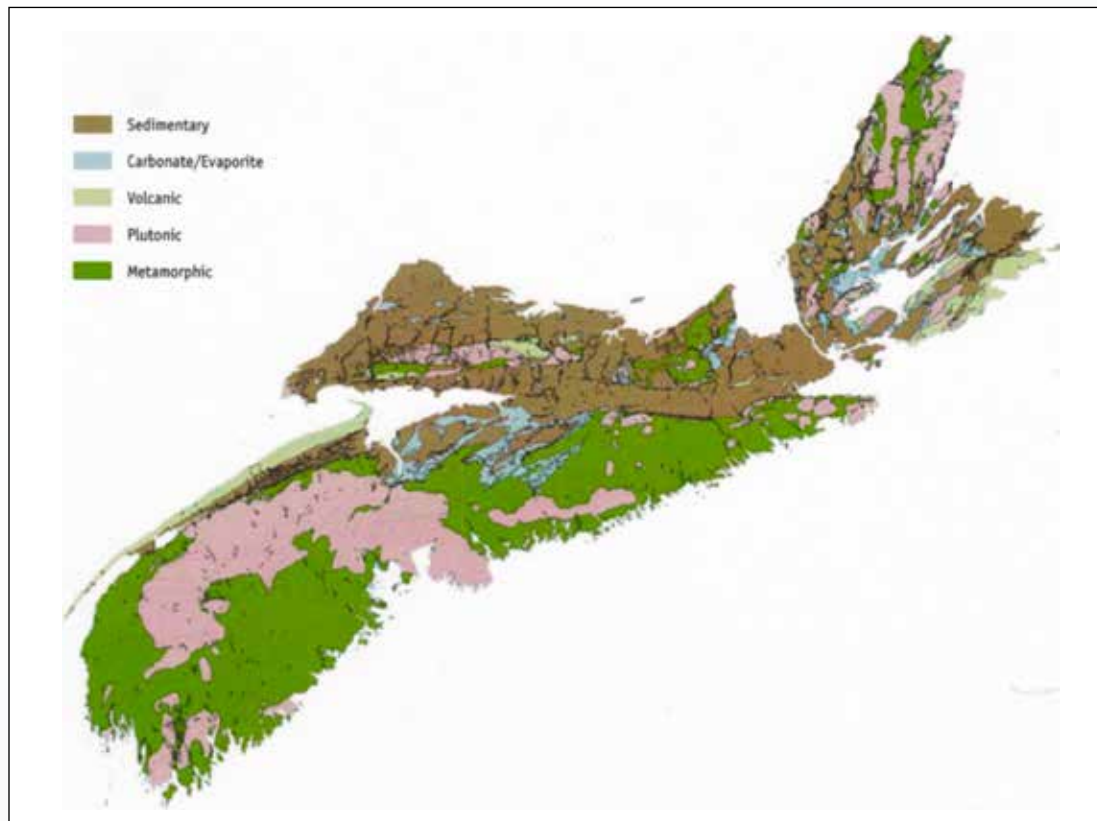 Sedimentary
Carbonate/Evaporite
Volcanic
Plutonic
Metamorphic